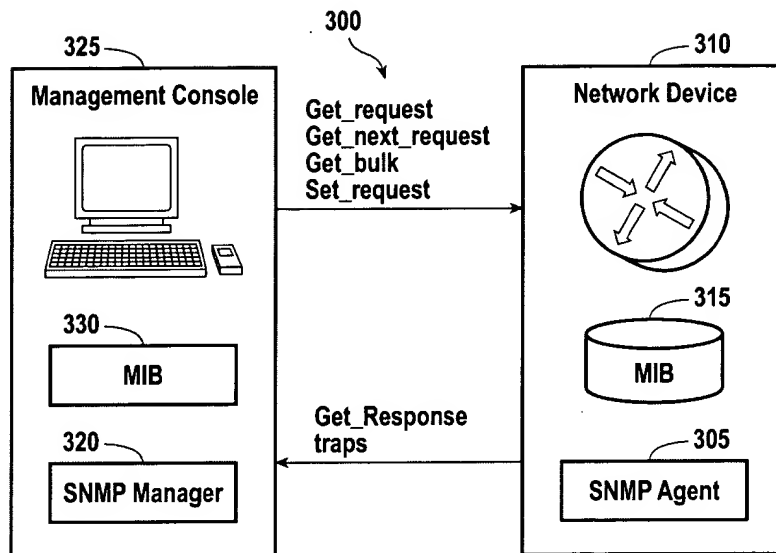 300
325
310
Management Console
Get_request
Get_next_request
Get_bulk
Set_request
Network Device
330
MIB
315
MIB
Get_Response
traps
320
SNMP Manager
305
SNMP Agent